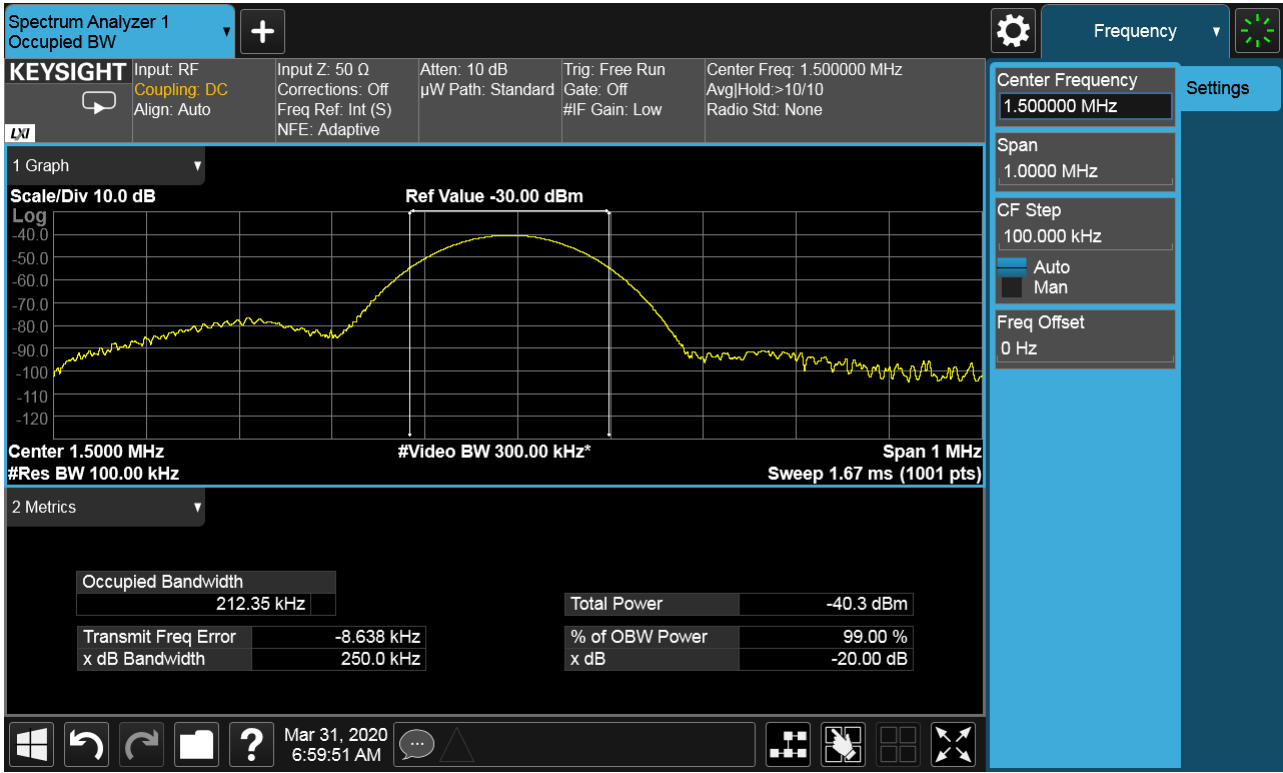 Spectrum Analyzer 1
Occupied BW
Frequency
KEYSIGHT
LXI
Input: RF
Coupling: DC
Align: Auto
Input Z: 50 Ω
Corrections: Off
Freq Ref: Int (S)
NFE: Adaptive
Atten: 10 dB
µW Path: Standard
Trig: Free Run
Gate: Off
#IF Gain: Low
Center Freq: 1.500000 MHz
Avg|Hold:>10/10
Radio Std: None
Center Frequency
1.500000 MHz
Settings
Span
1.0000 MHz
CF Step
100.000 kHz
Auto
Man
Freq Offset
0 Hz
1 Graph
Scale/Div 10.0 dB
Ref Value -30.00 dBm
Log
-40.0
-50.0
-60.0
-70.0
-80.0
-90.0
-100
-110
-120
Center 1.5000 MHz
#Video BW 300.00 kHz*
Span 1 MHz
#Res BW 100.00 kHz
Sweep 1.67 ms (1001 pts)
2 Metrics
Occupied Bandwidth
212.35 kHz
Total Power -40.3 dBm
Transmit Freq Error -8.638 kHz
% of OBW Power 99.00 %
x dB Bandwidth 250.0 kHz
x dB -20.00 dB
Mar 31, 2020
6:59:51 AM